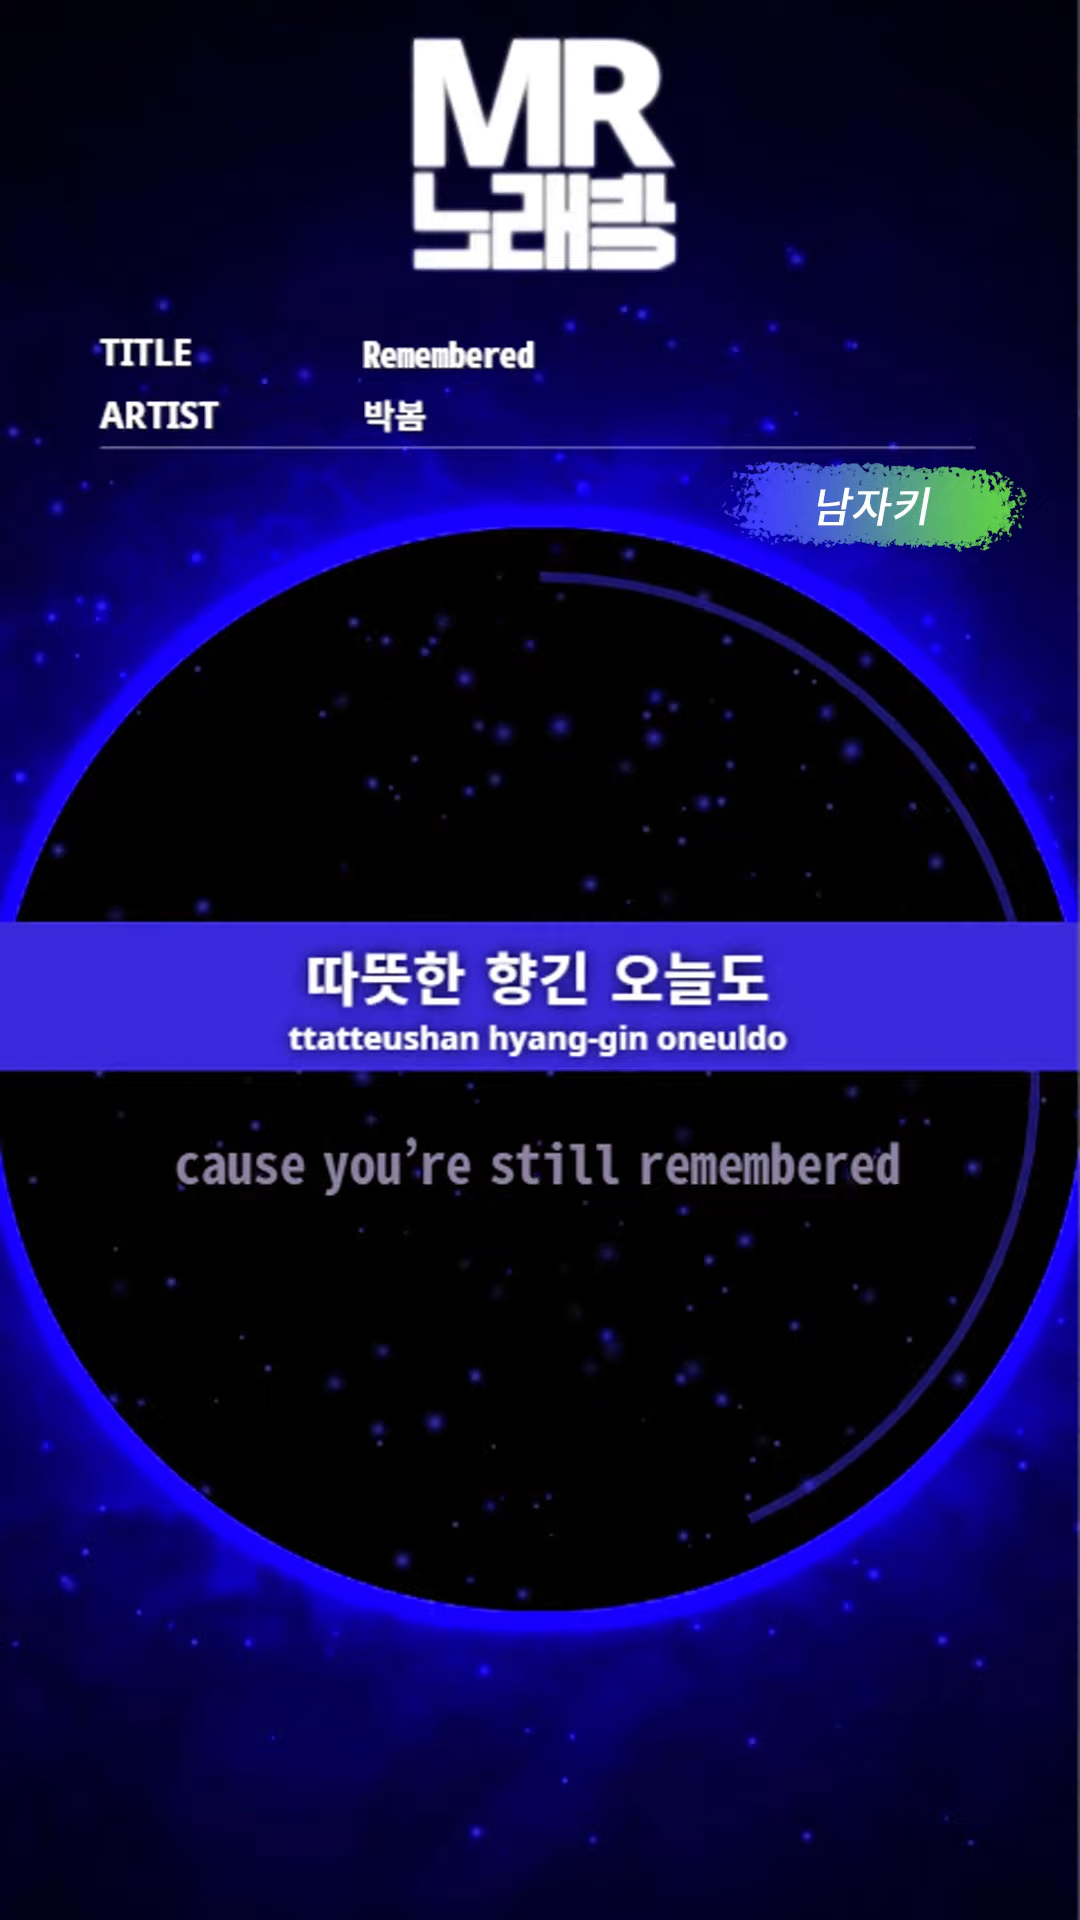 MR
노래방
TITLE Remembered
ARTIST 박봄
남자키
따뜻한 향긴 오늘도
ttatteushan hyang-gin oneuldo
cause you’re still remembered